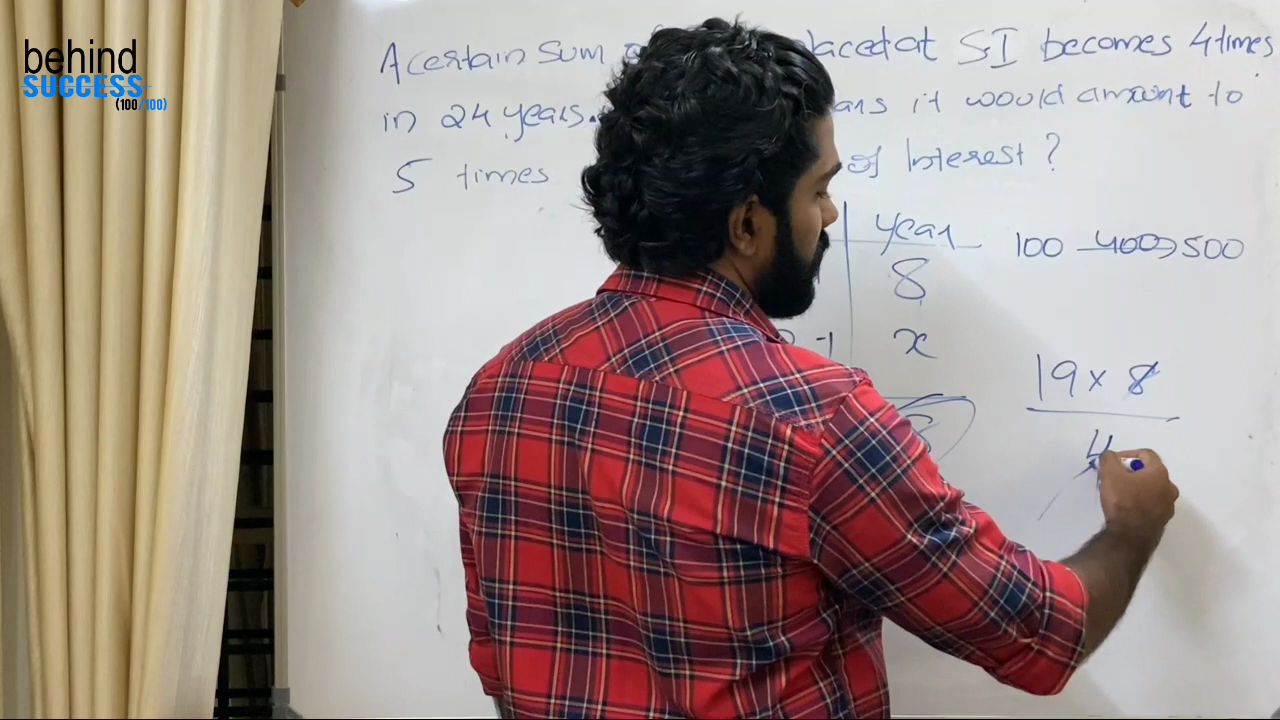 behind
SUCCESS
(100/100)
A certain sum placed at SI becomes 4 times
in 24 years. it would amount to
5 times of Interest ?
year
8
100 400 500
x
19 x 8
4